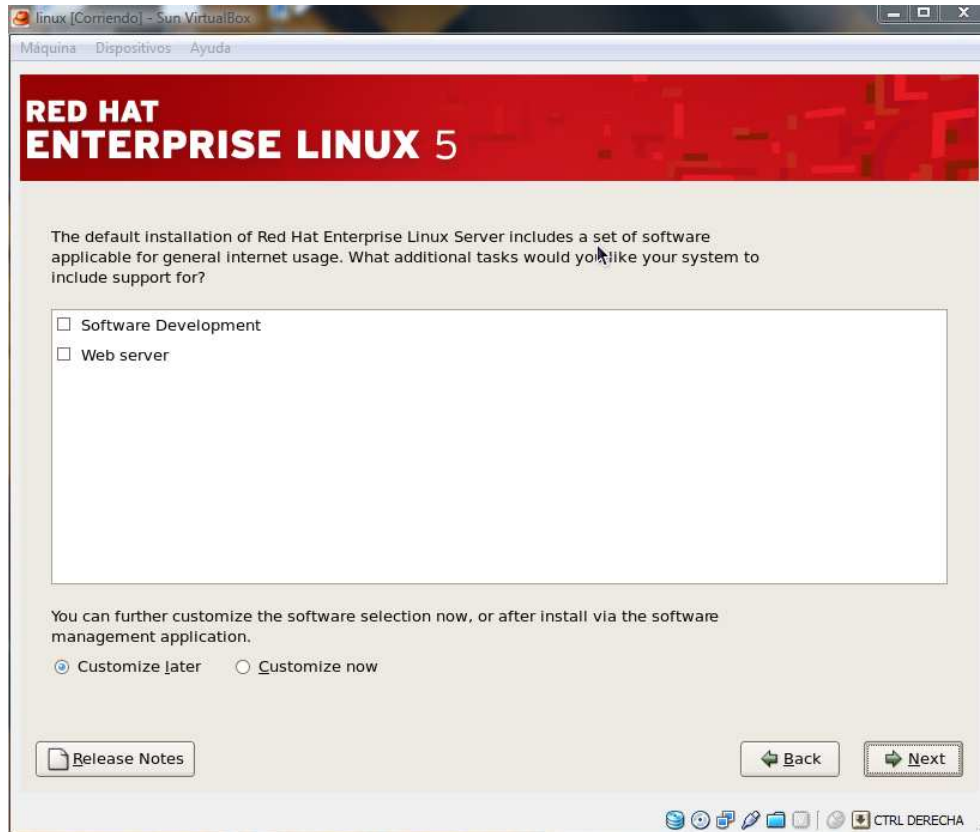 linux [Corriendo] - Sun VirtualBox
Máquina Dispositivos Ayuda
RED HAT
ENTERPRISE LINUX 5
The default installation of Red Hat Enterprise Linux Server includes a set of software
applicable for general internet usage. What additional tasks would you like your system to
include support for?
Software Development
Web server
You can further customize the software selection now, or after install via the software
management application.
Customize later Customize now
Release Notes Back Next
CTRL DERECHA